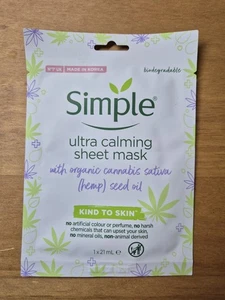 MADE IN KOREA
biodegradable
Simple®
ultra calming
sheet mask
with organic cannabis sativa
(hemp) seed oil
KIND TO SKIN™
no artificial colour or perfume, no harsh
chemicals that can upset your skin,
no mineral oils, non-animal derived
1 x 21 mL ℮